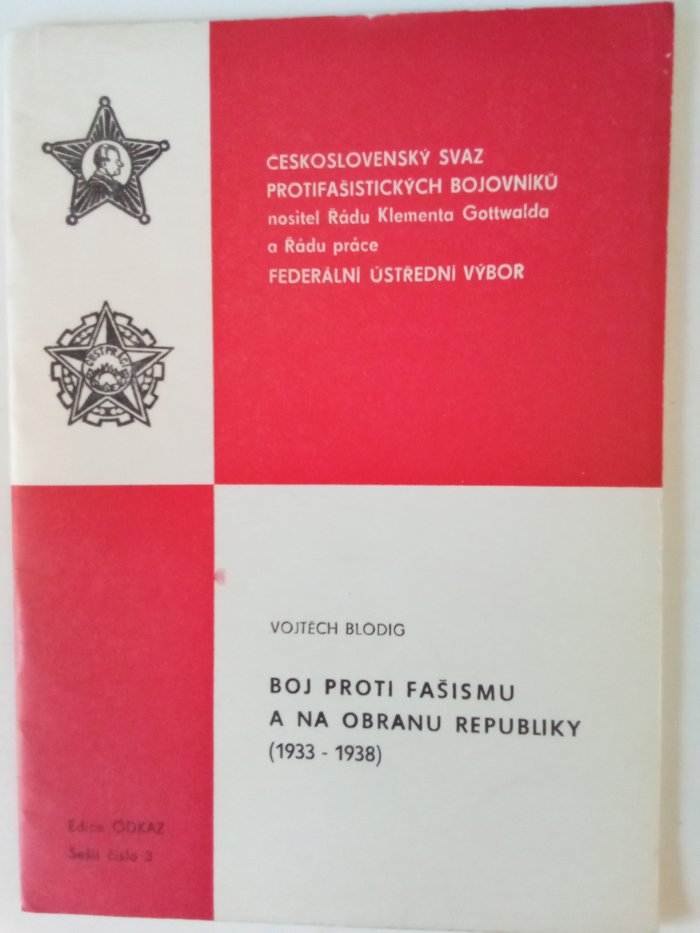 ČESKOSLOVENSKÝ SVAZ
PROTIFAŠISTICKÝCH BOJOVNÍKŮ
nositel Řádu Klementa Gottwalda
a Řádu práce
FEDERÁLNÍ ÚSTŘEDNÍ VÝBOR
VOJTĚCH BLODIG
BOJ PROTI FAŠISMU
A NA OBRANU REPUBLIKY
(1933 - 1938)
Edice ODKAZ
Sešit číslo 3